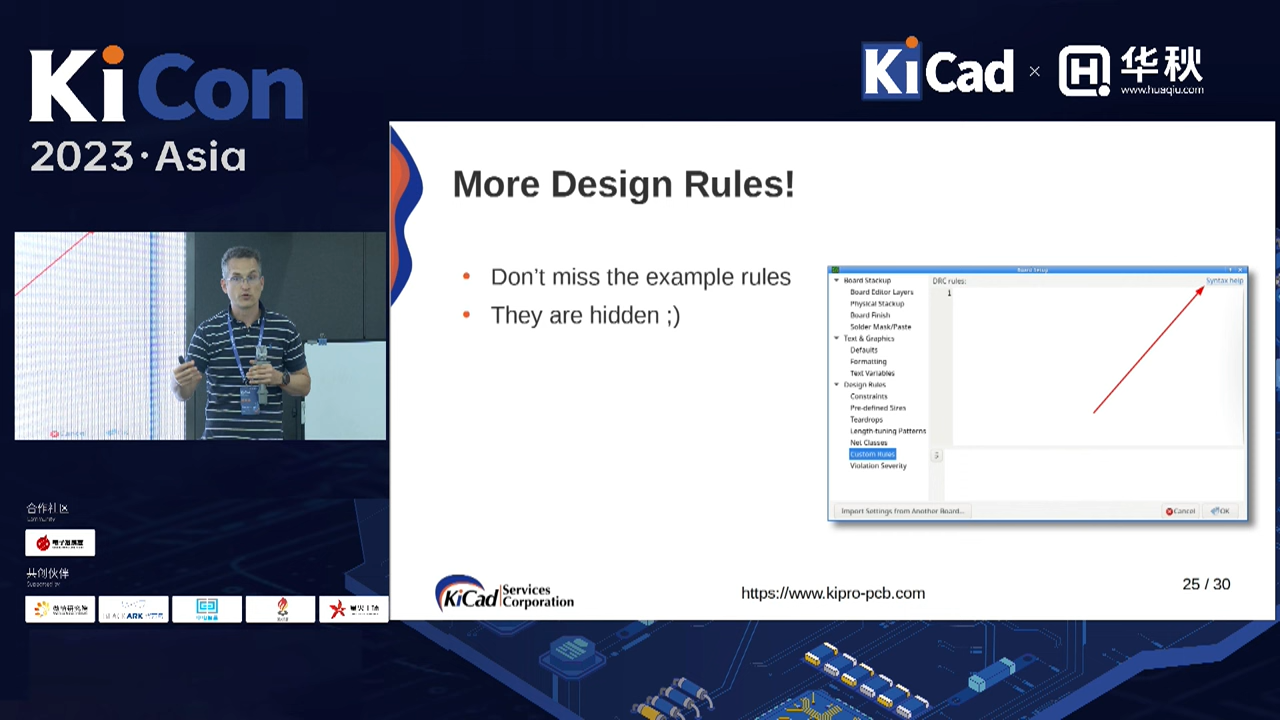 KiCon
2023·Asia
KiCad × H 华秋
www.huaqiu.com
More Design Rules!
Don't miss the example rules
They are hidden ;)
Board Setup
Board Stackup
Board Editor Layers
Physical Stackup
Board Finish
Solder Mask/Paste
Text & Graphics
Defaults
Formatting
Text Variables
Design Rules
Constraints
Pre-defined Sizes
Teardrops
Length-tuning Patterns
Net Classes
Custom Rules
Violation Severity
DRC rules:
Syntax help
1
Import Settings from Another Board...
Cancel
OK
合作社区
Community
共创伙伴
Supported by
KiCad Services Corporation
https://www.kipro-pcb.com
25 / 30